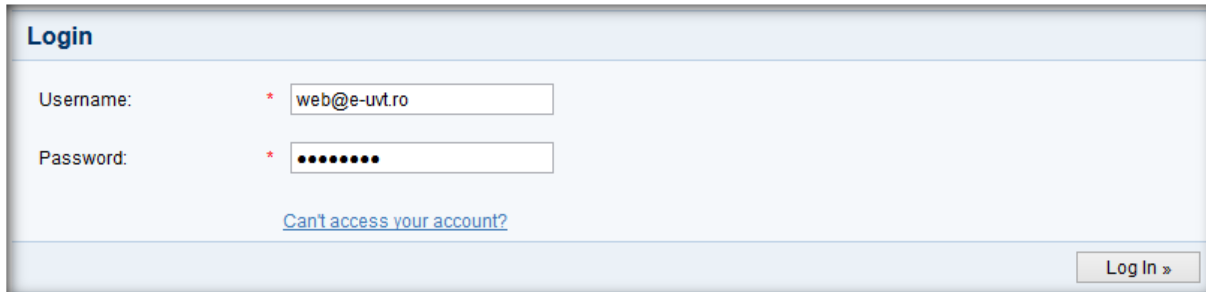 Login
Username: * web@e-uvt.ro
Password: * ••••••••
Can't access your account?
Log In »